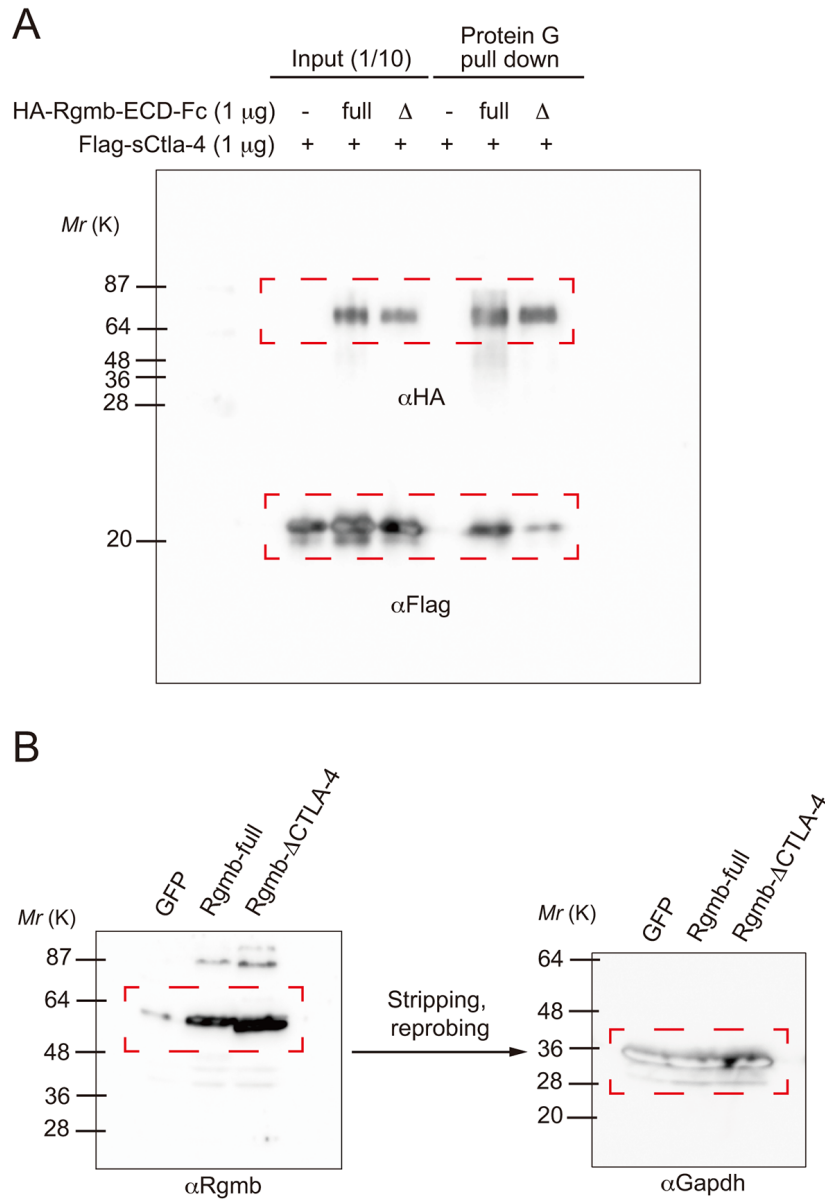 A
Input (1/10)
Protein G
pull down
HA-Rgmb-ECD-Fc (1 μg) - full Δ - full Δ
Flag-sCtla-4 (1 μg) + + + + + +
Mr (K)
87
64
48
36
28
αHA
20
αFlag
B
GFP
Rgmb-full
Rgmb-ΔCTLA-4
Mr (K)
87
64
48
36
28
αRgmb
Stripping,
reprobing
GFP
Rgmb-full
Rgmb-ΔCTLA-4
Mr (K)
64
48
36
28
20
αGapdh